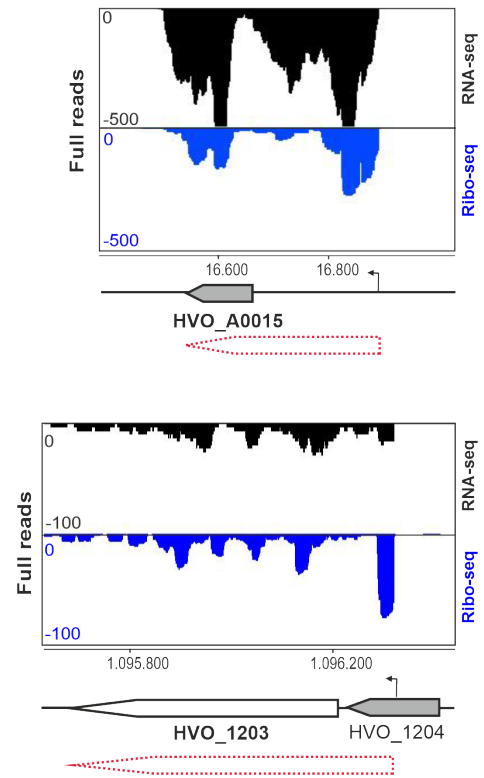 Full reads
0
-500
RNA-seq
0
-500
Ribo-seq
16.600 16.800
HVO_A0015
Full reads
0
-100
RNA-seq
0
-100
Ribo-seq
1.095.800 1.096.200
HVO_1203 HVO_1204